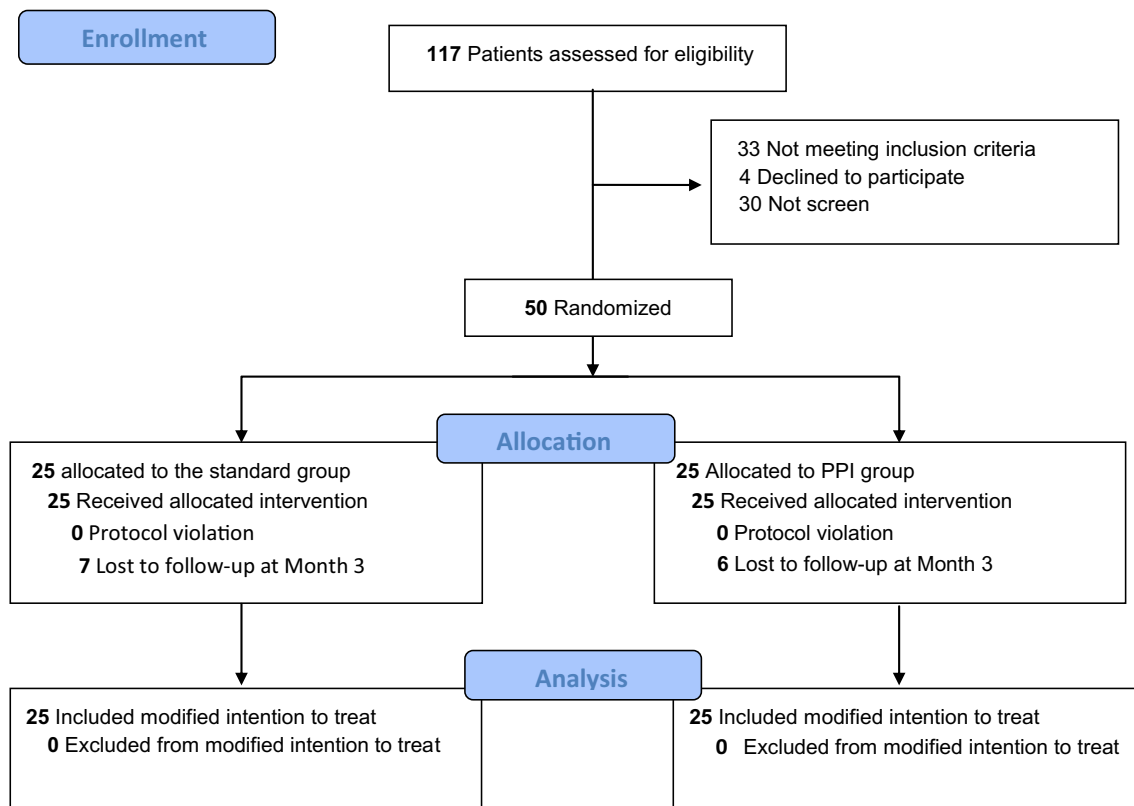 Enrollment
117 Patients assessed for eligibility
33 Not meeting inclusion criteria
4 Declined to participate
30 Not screen
50 Randomized
Allocation
25 allocated to the standard group
25 Received allocated intervention
0 Protocol violation
7 Lost to follow-up at Month 3
25 Allocated to PPI group
25 Received allocated intervention
0 Protocol violation
6 Lost to follow-up at Month 3
Analysis
25 Included modified intention to treat
0 Excluded from modified intention to treat
25 Included modified intention to treat
0 Excluded from modified intention to treat